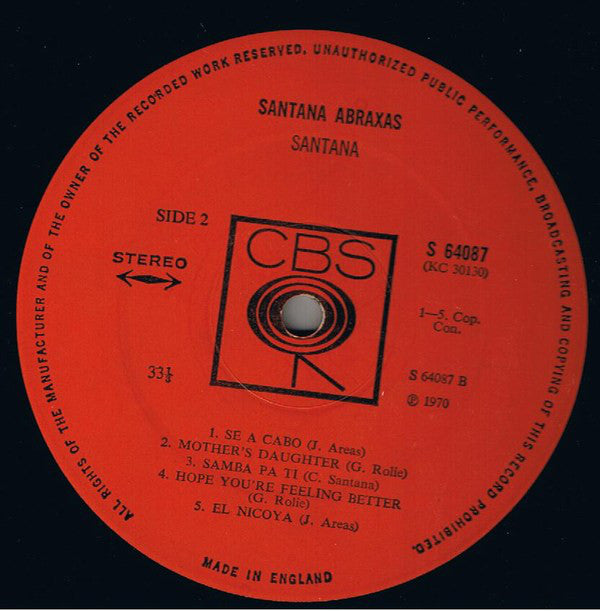 ALL RIGHTS OF THE MANUFACTURER AND OF THE OWNER OF THE RECORDED WORK RESERVED, UNAUTHORIZED PUBLIC PERFORMANCE, BROADCASTING AND COPYING OF THIS RECORD PROHIBITED.
SANTANA ABRAXAS
SANTANA
SIDE 2
STEREO
33⅓
CBS
S 64087
(KC 30130)
1—5. Cop.
Con.
S 64087 B
℗ 1970
1. SE A CABO (J. Areas)
2. MOTHER'S DAUGHTER (G. Rolie)
3. SAMBA PA TI (C. Santana)
4. HOPE YOU'RE FEELING BETTER
(G. Rolie)
5. EL NICOYA (J. Areas)
MADE IN ENGLAND